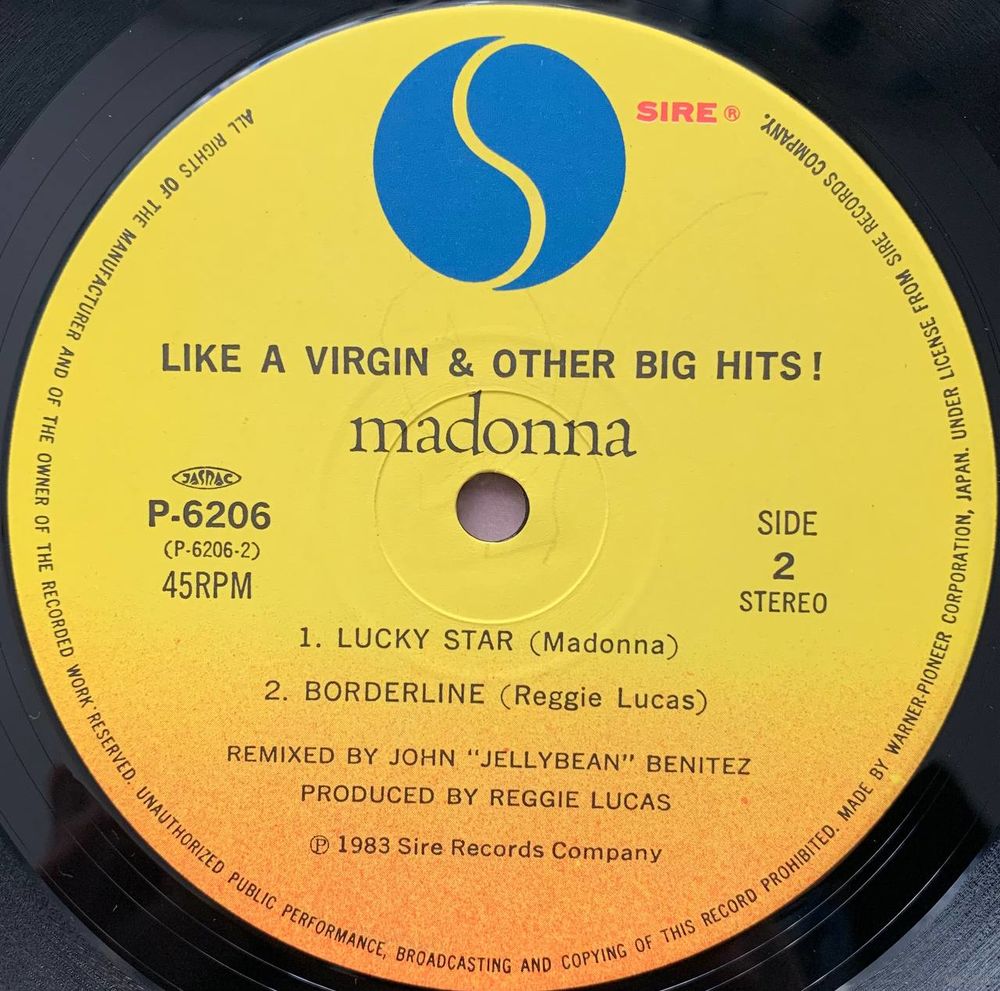 SIRE ®
LIKE A VIRGIN & OTHER BIG HITS!
madonna
JASRAC
P-6206
(P-6206-2)
45RPM
SIDE
2
STEREO
1. LUCKY STAR (Madonna)
2. BORDERLINE (Reggie Lucas)
REMIXED BY JOHN "JELLYBEAN" BENITEZ
PRODUCED BY REGGIE LUCAS
℗ 1983 Sire Records Company
ALL RIGHTS OF THE MANUFACTURER AND OF THE OWNER OF THE RECORDED WORK RESERVED. UNAUTHORIZED PUBLIC PERFORMANCE, BROADCASTING AND COPYING OF THIS RECORD PROHIBITED. MADE BY WARNER-PIONEER CORPORATION, JAPAN. UNDER LICENSE FROM SIRE RECORDS COMPANY.